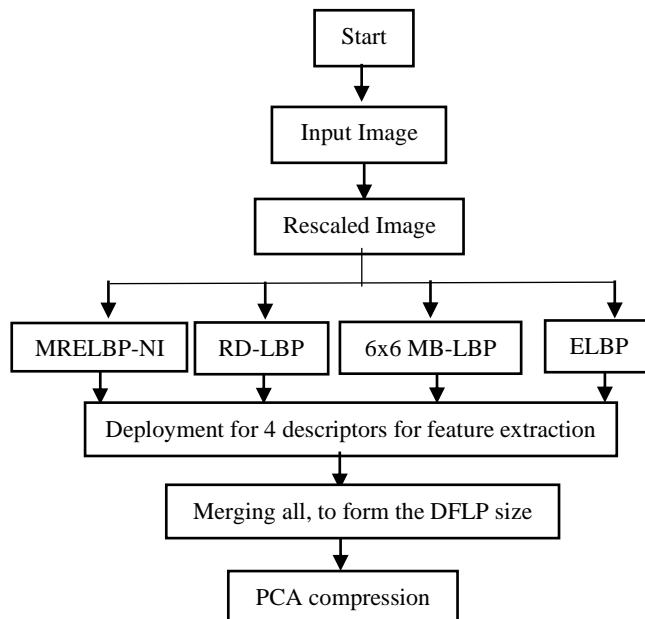 Start
Input Image
Rescaled Image
MRELBP-NI
RD-LBP
6x6 MB-LBP
ELBP
Deployment for 4 descriptors for feature extraction
Merging all, to form the DFLP size
PCA compression